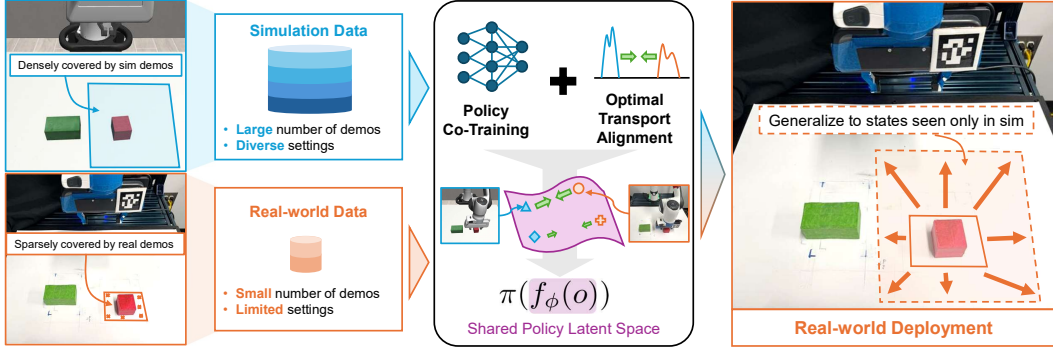 Densely covered by sim demos
Simulation Data
• Large number of demos
• Diverse settings
Sparsely covered by real demos
Real-world Data
• Small number of demos
• Limited settings
Policy
Co-Training
Optimal
Transport
Alignment
π(f_ϕ(o))
Shared Policy Latent Space
Generalize to states seen only in sim
Real-world Deployment